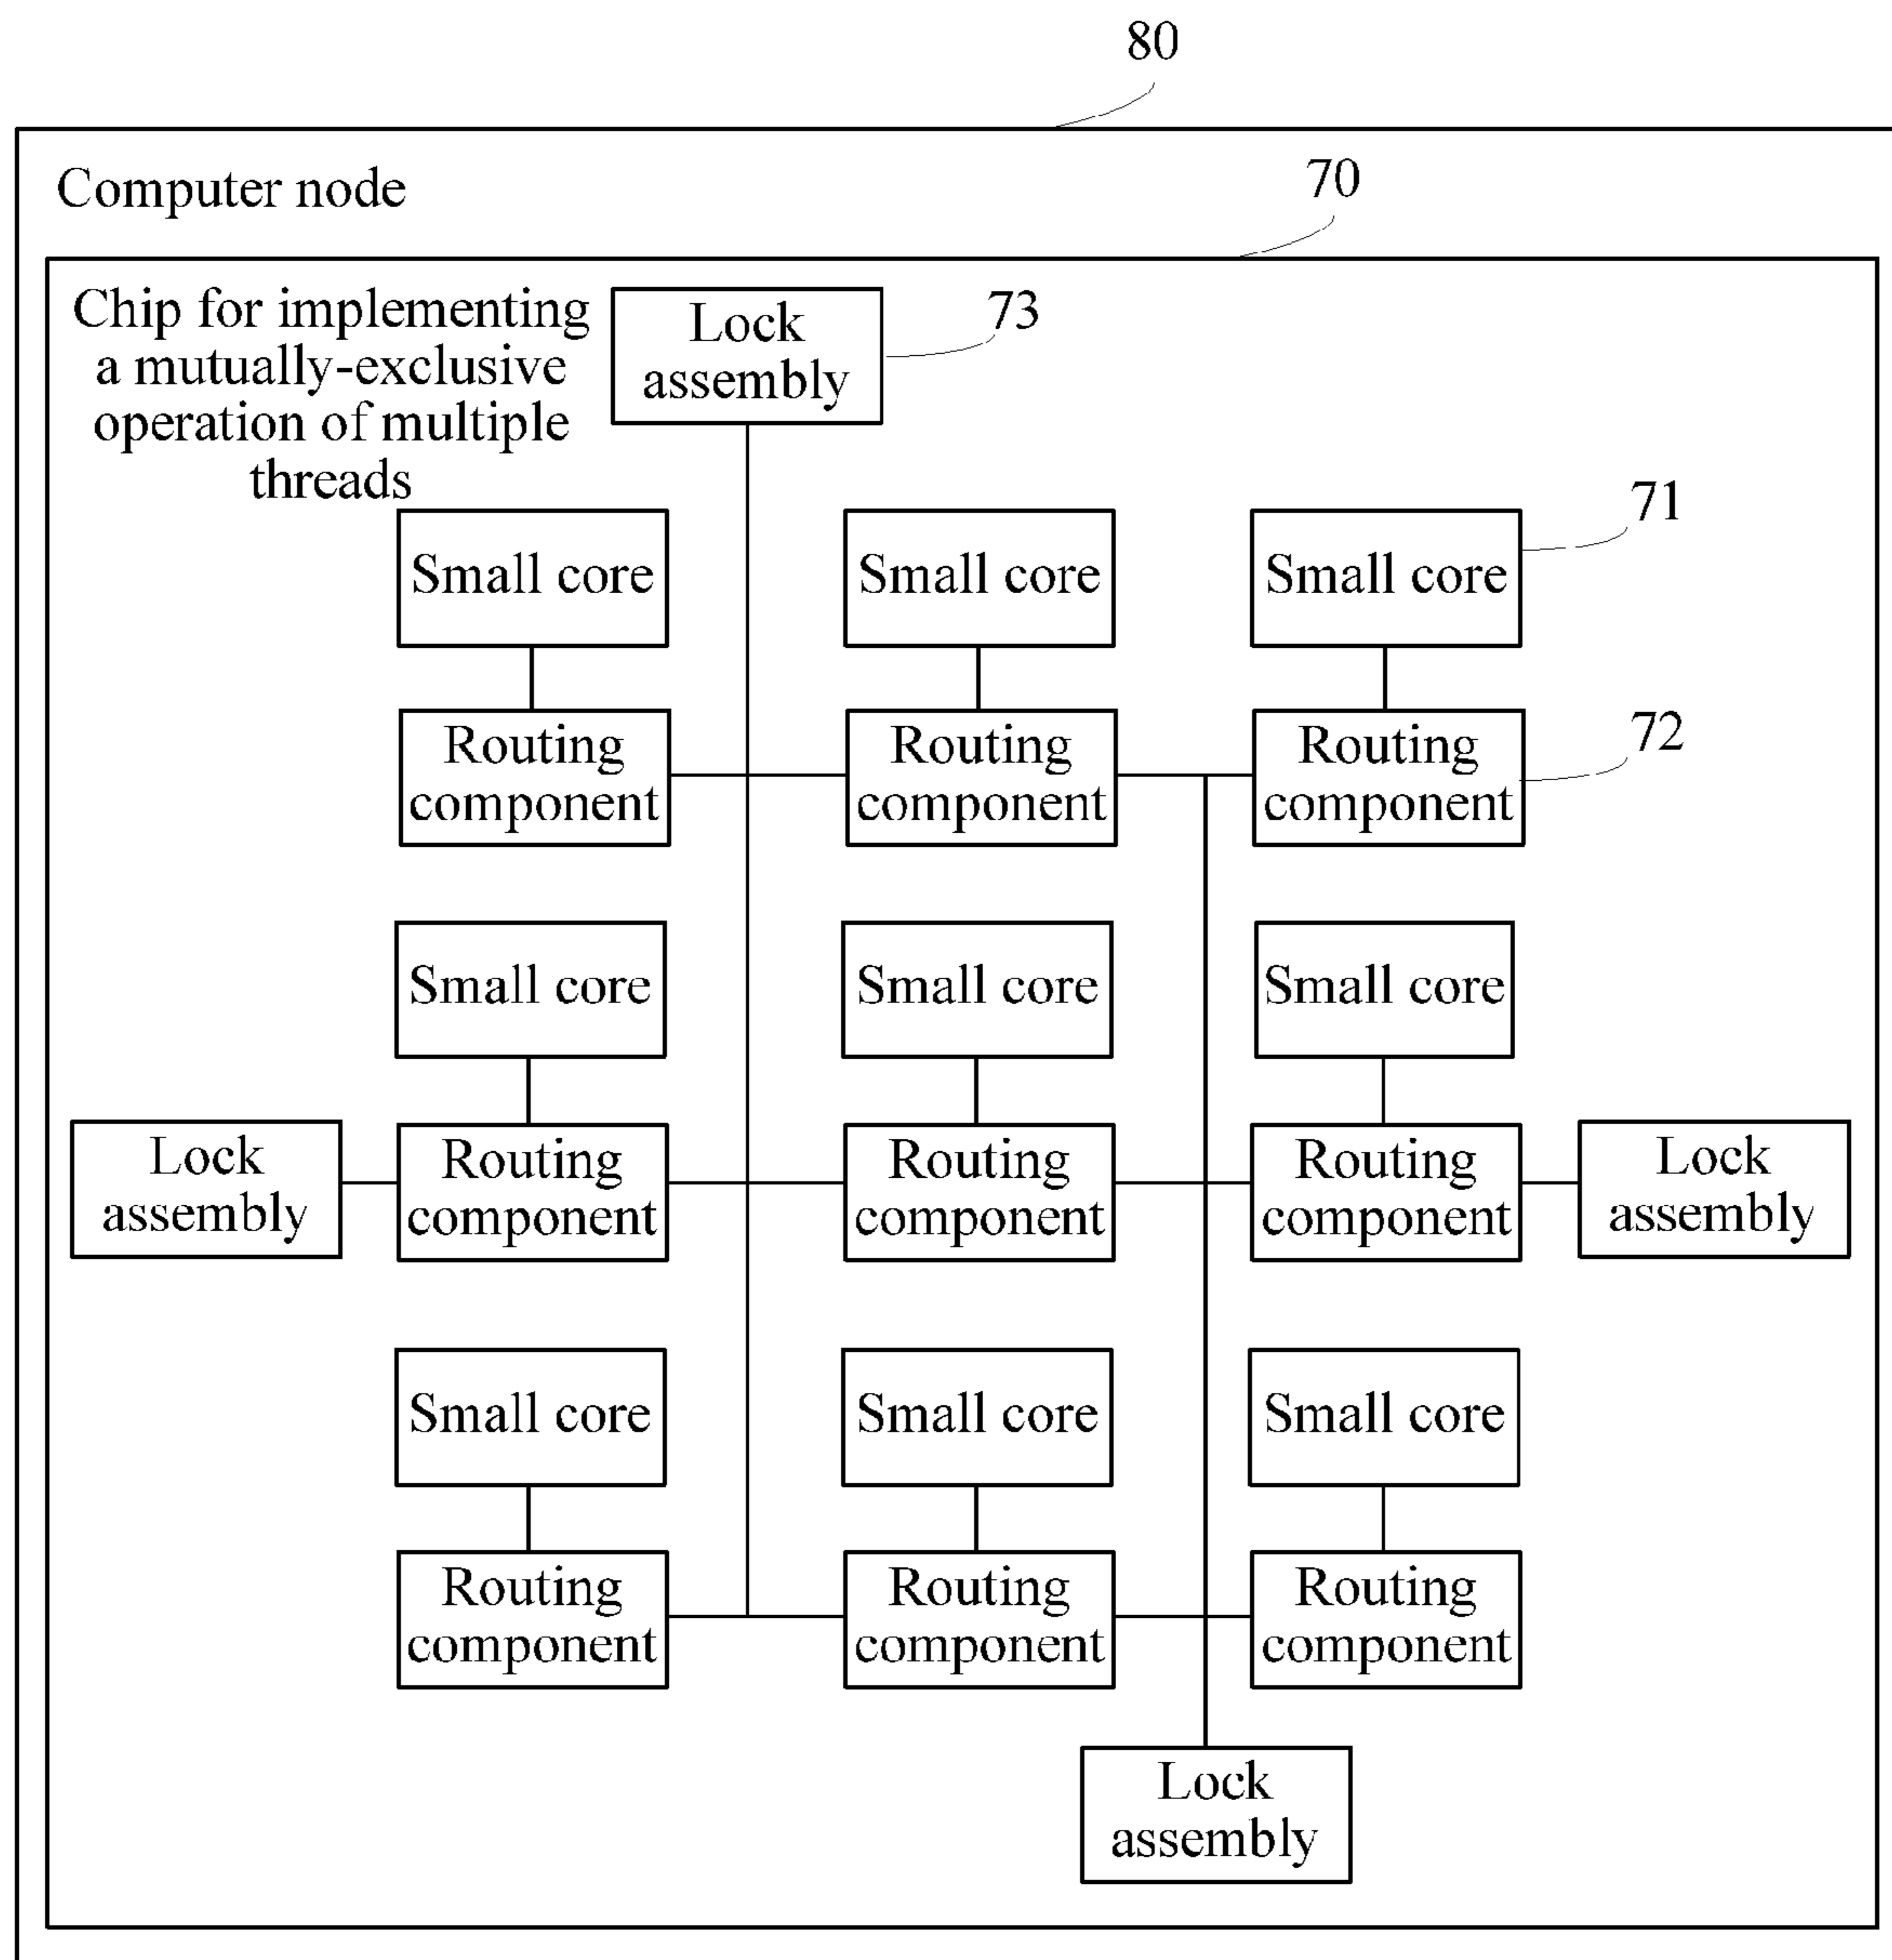 80
Computer node
70
Chip for implementing
a mutually-exclusive
operation of multiple
threads
Lock
assembly
73
71
Small core
Small core
Small core
72
Routing
component
Routing
component
Routing
component
Small core
Small core
Small core
Lock
assembly
Routing
component
Routing
component
Routing
component
Lock
assembly
Small core
Small core
Small core
Routing
component
Routing
component
Routing
component
Lock
assembly